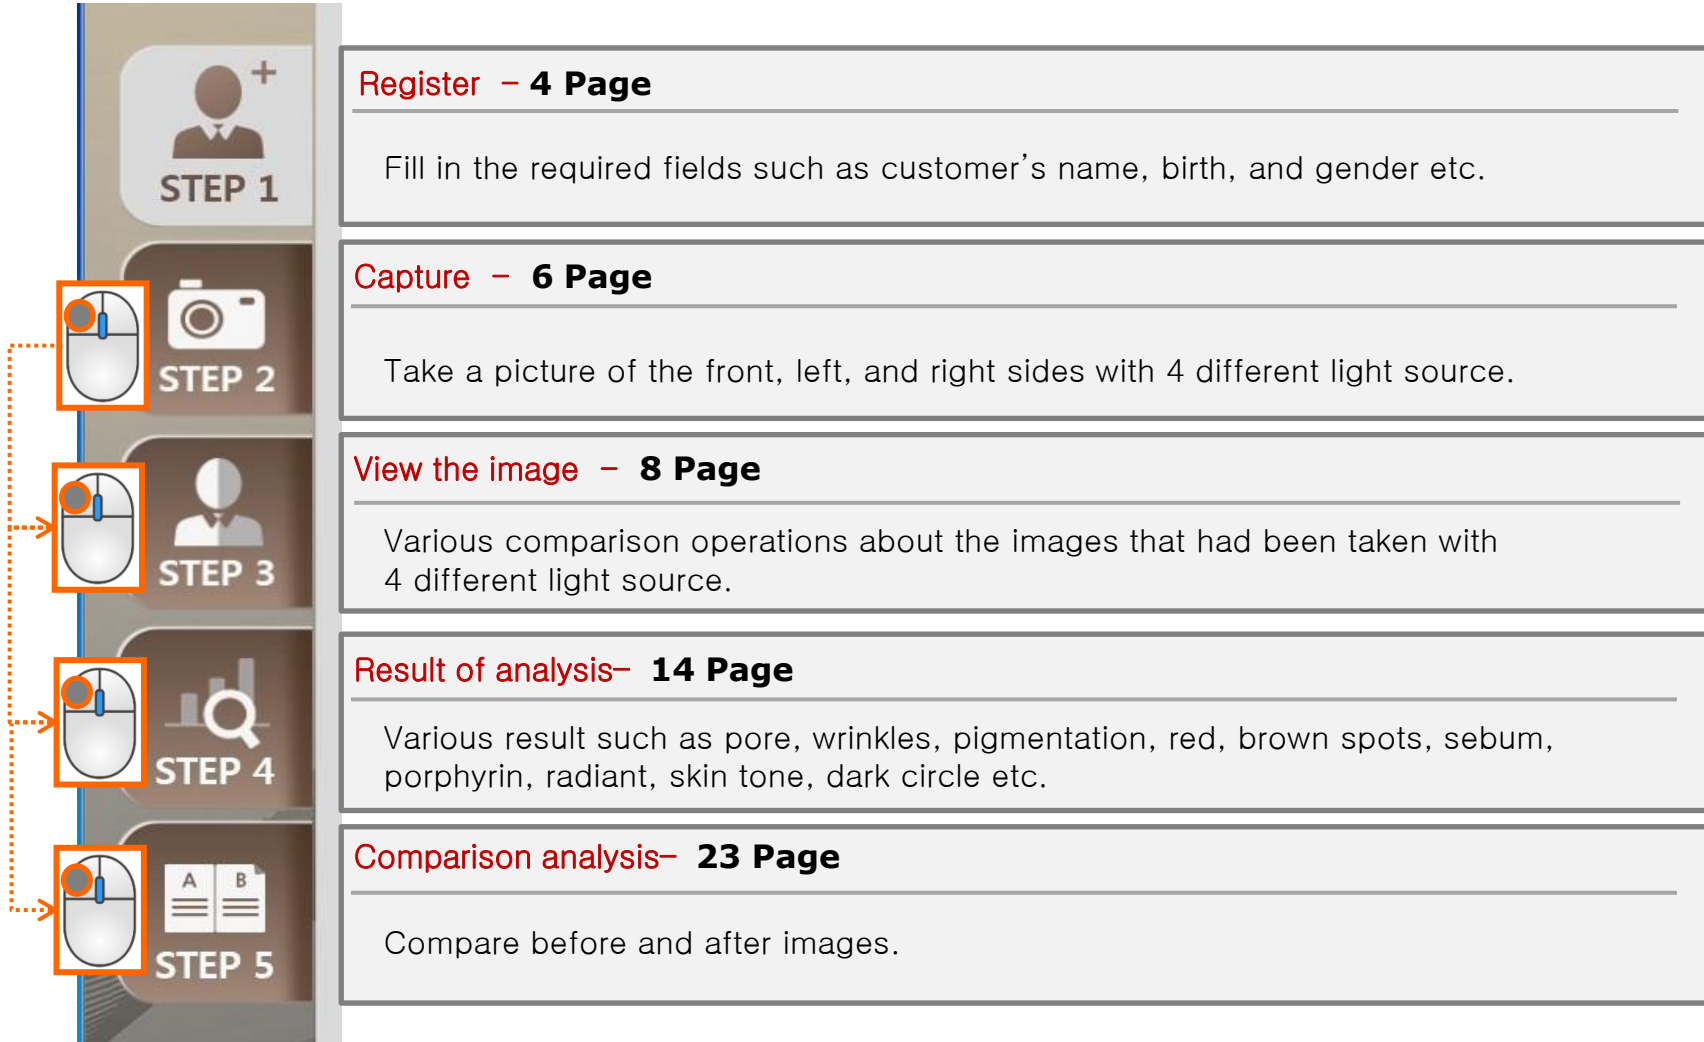 STEP 1
Register - 4 Page
Fill in the required fields such as customer's name, birth, and gender etc.
STEP 2
Capture - 6 Page
Take a picture of the front, left, and right sides with 4 different light source.
STEP 3
View the image - 8 Page
Various comparison operations about the images that had been taken with
4 different light source.
STEP 4
Result of analysis- 14 Page
Various result such as pore, wrinkles, pigmentation, red, brown spots, sebum,
porphyrin, radiant, skin tone, dark circle etc.
A B
STEP 5
Comparison analysis- 23 Page
Compare before and after images.